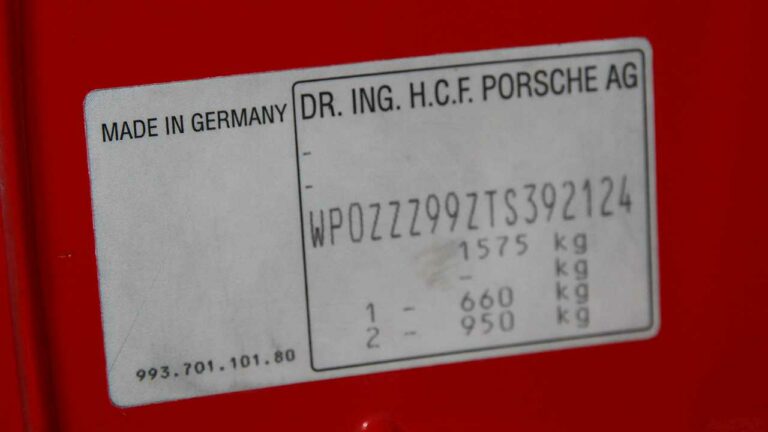 MADE IN GERMANY
DR. ING. H.C.F. PORSCHE AG
-
-
WP0ZZZ99ZTS392124
1575 kg
- kg
1 - 660 kg
2 - 950 kg
993.701.101.80